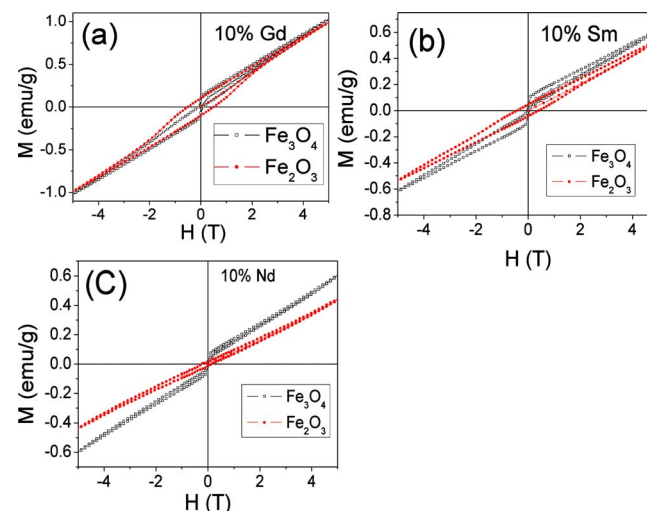 (a)
10% Gd
M (emu/g)
1.0
0.5
0.0
-0.5
-1.0
Fe₃O₄
Fe₂O₃
-4 -2 0 2 4
H (T)
(b)
10% Sm
M (emu/g)
0.6
0.4
0.2
0.0
-0.2
-0.4
-0.6
-0.8
Fe₃O₄
Fe₂O₃
-4 -2 0 2 4
H (T)
(C)
10% Nd
M (emu/g)
0.6
0.4
0.2
0.0
-0.2
-0.4
-0.6
Fe₃O₄
Fe₂O₃
-4 -2 0 2 4
H (T)